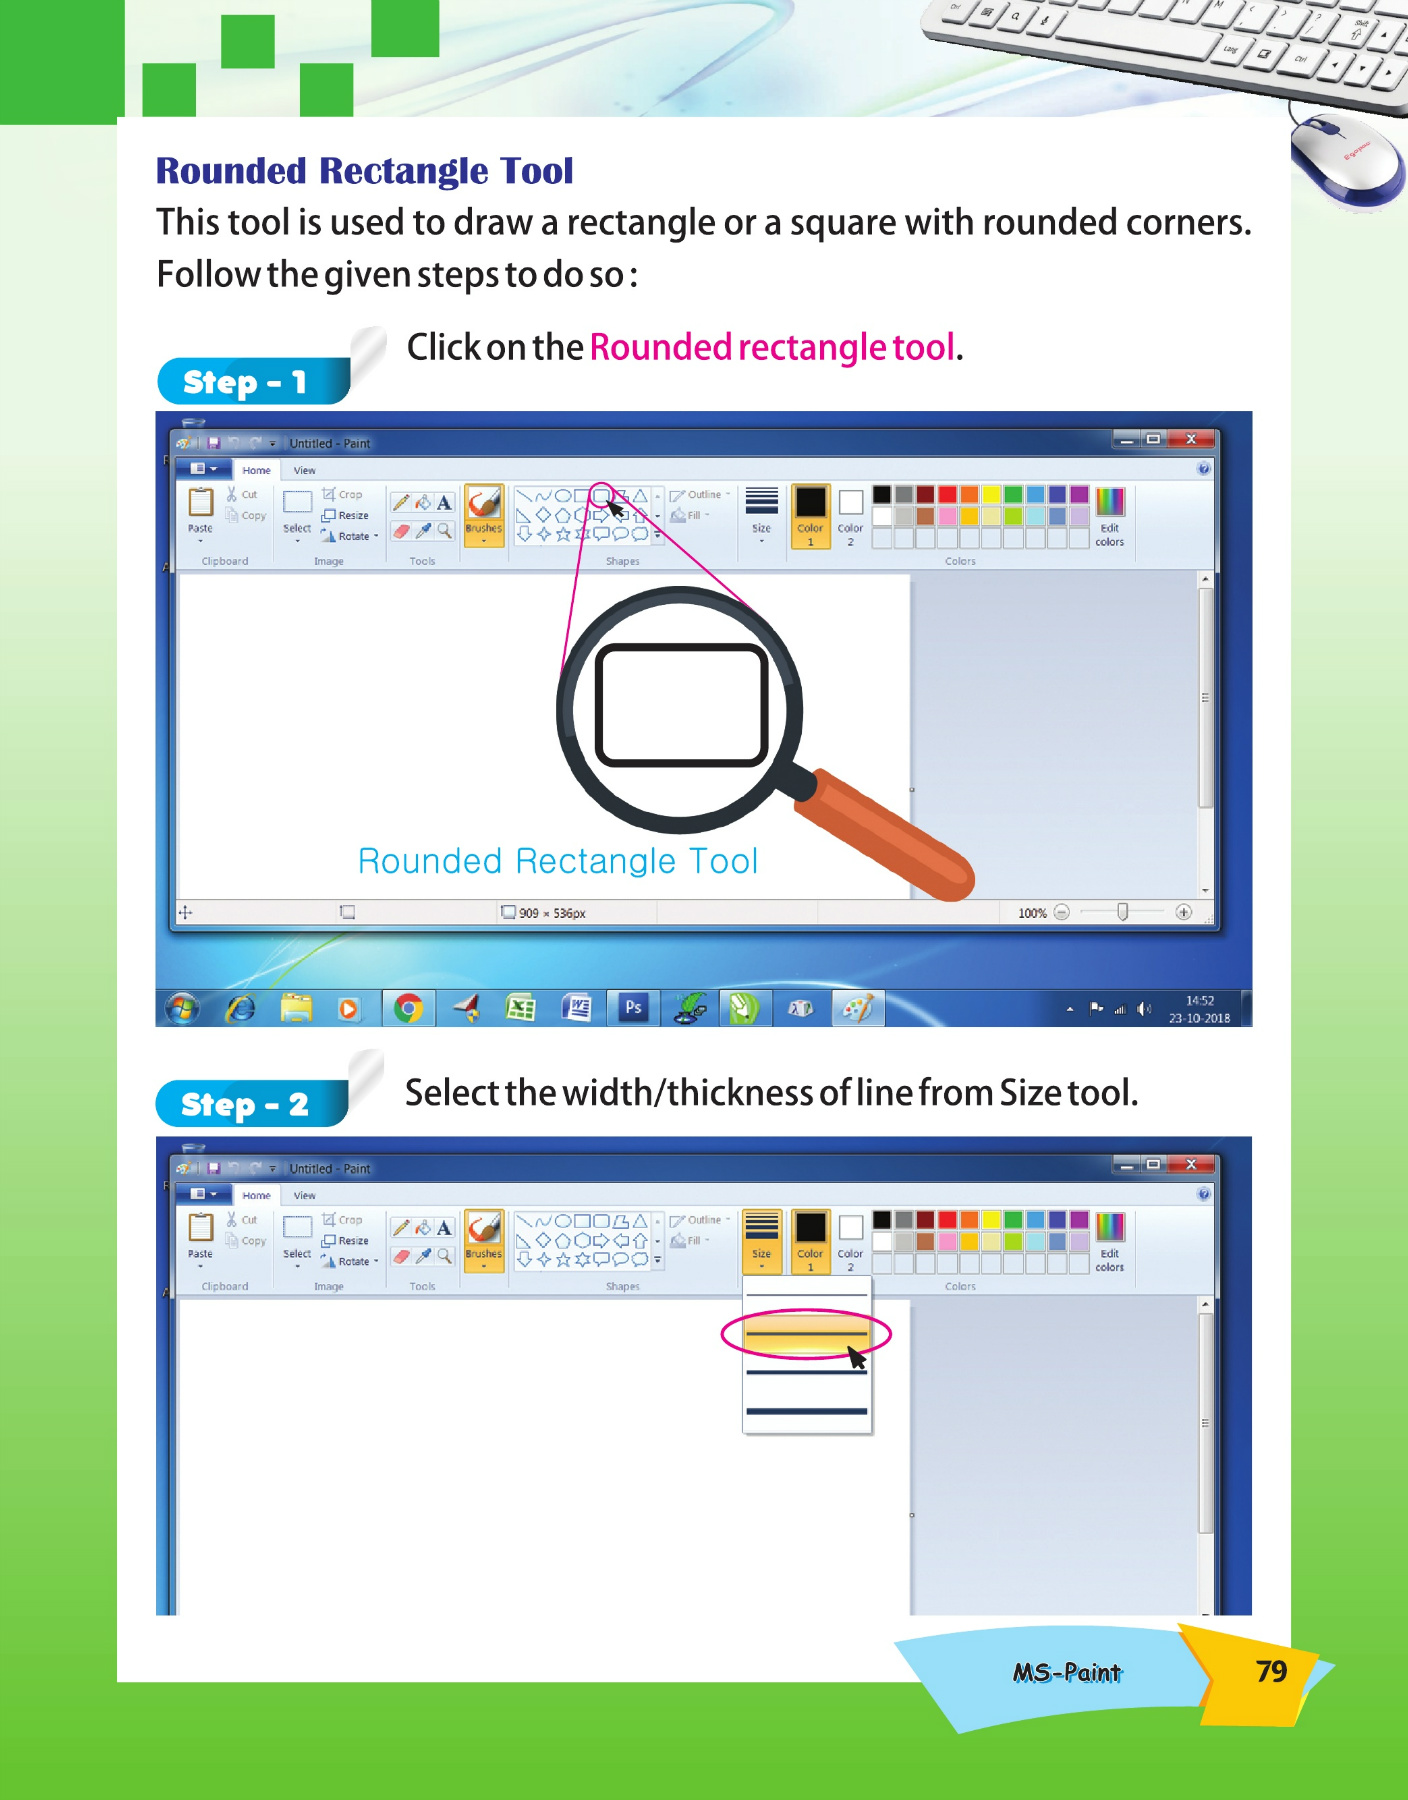 Rounded Rectangle Tool
This tool is used to draw a rectangle or a square with rounded corners.
Follow the given steps to do so :
Step - 1
Click on the Rounded rectangle tool.
Untitled - Paint
Home View
Cut
Copy
Paste
Clipboard
Select
Crop
Resize
Rotate
Image
A
Tools
Brushes
Shapes
Outline
Fill
Size
Color 1
Color 2
Edit colors
Colors
Rounded Rectangle Tool
909 × 536px
100%
Ps
14:52
23-10-2018
Step - 2
Select the width/thickness of line from Size tool.
Untitled - Paint
Home View
Cut
Copy
Paste
Clipboard
Select
Crop
Resize
Rotate
Image
A
Tools
Brushes
Shapes
Outline
Fill
Size
Color 1
Color 2
Edit colors
Colors
MS-Paint
79